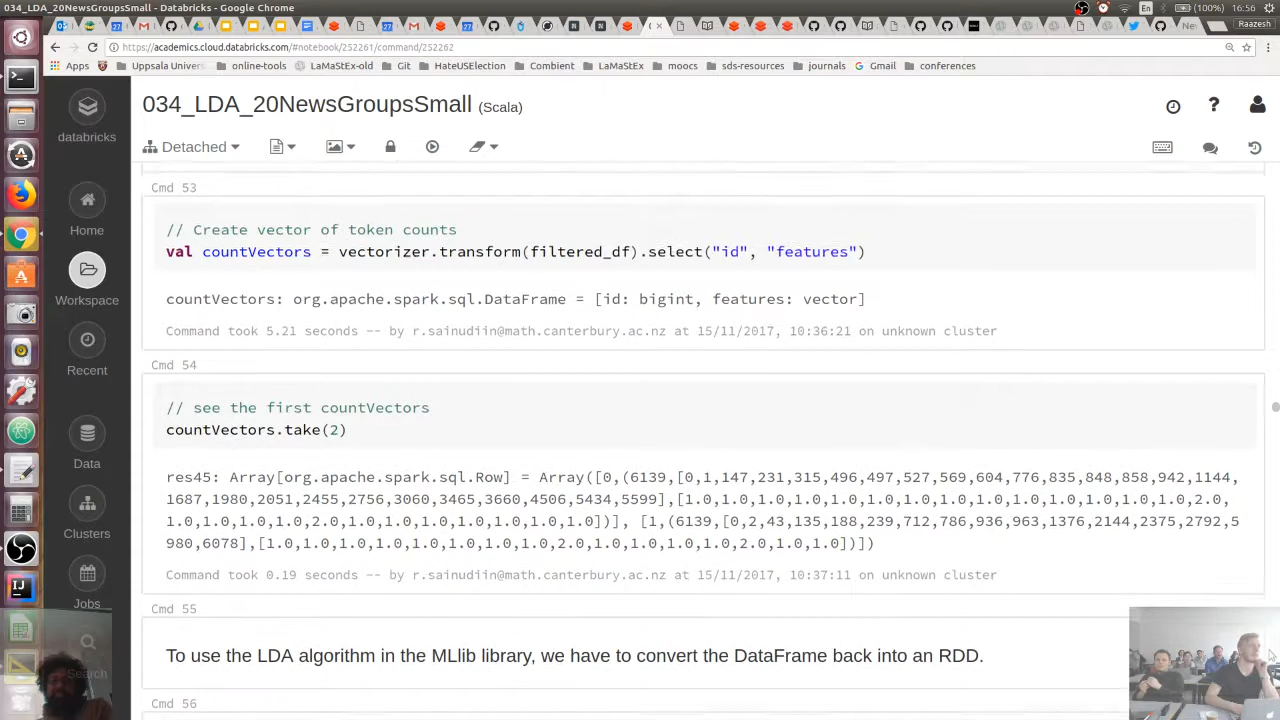 034_LDA_20NewsGroupsSmall - Databricks - Google Chrome
En
(100%)
16:56
Raazesh
https://academics.cloud.databricks.com/#notebook/252261/command/252262
Apps
Uppsala Univers
online-tools
LaMaStEx-old
Git
HateUSElection
Combient
LaMaStEx
moocs
sds-resources
journals
Gmail
conferences
databricks
Home
Workspace
Recent
Data
Clusters
Jobs
Search
034_LDA_20NewsGroupsSmall (Scala)
Detached
Cmd 53
// Create vector of token counts
val countVectors = vectorizer.transform(filtered_df).select("id", "features")
countVectors: org.apache.spark.sql.DataFrame = [id: bigint, features: vector]
Command took 5.21 seconds -- by r.sainudiin@math.canterbury.ac.nz at 15/11/2017, 10:36:21 on unknown cluster
Cmd 54
// see the first countVectors
countVectors.take(2)
res45: Array[org.apache.spark.sql.Row] = Array([0,(6139,[0,1,147,231,315,496,497,527,569,604,776,835,848,858,942,1144,
1687,1980,2051,2455,2756,3060,3465,3660,4506,5434,5599],[1.0,1.0,1.0,1.0,1.0,1.0,1.0,1.0,1.0,1.0,1.0,1.0,1.0,1.0,2.0,
1.0,1.0,1.0,1.0,2.0,1.0,1.0,1.0,1.0,1.0,1.0,1.0])], [1,(6139,[0,2,43,135,188,239,712,786,936,963,1376,2144,2375,2792,5
980,6078],[1.0,1.0,1.0,1.0,1.0,1.0,1.0,1.0,2.0,1.0,1.0,1.0,1.0,2.0,1.0,1.0])])
Command took 0.19 seconds -- by r.sainudiin@math.canterbury.ac.nz at 15/11/2017, 10:37:11 on unknown cluster
Cmd 55
To use the LDA algorithm in the MLlib library, we have to convert the DataFrame back into an RDD.
Cmd 56